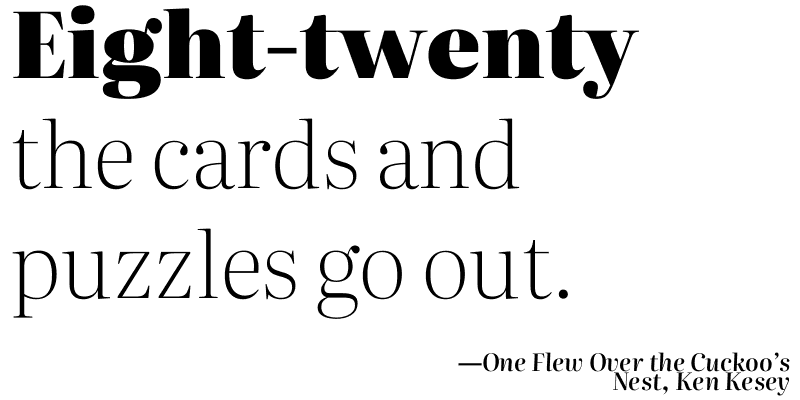 Eight-twenty
the cards and
puzzles go out.
—One Flew Over the Cuckoo’s
Nest, Ken Kesey